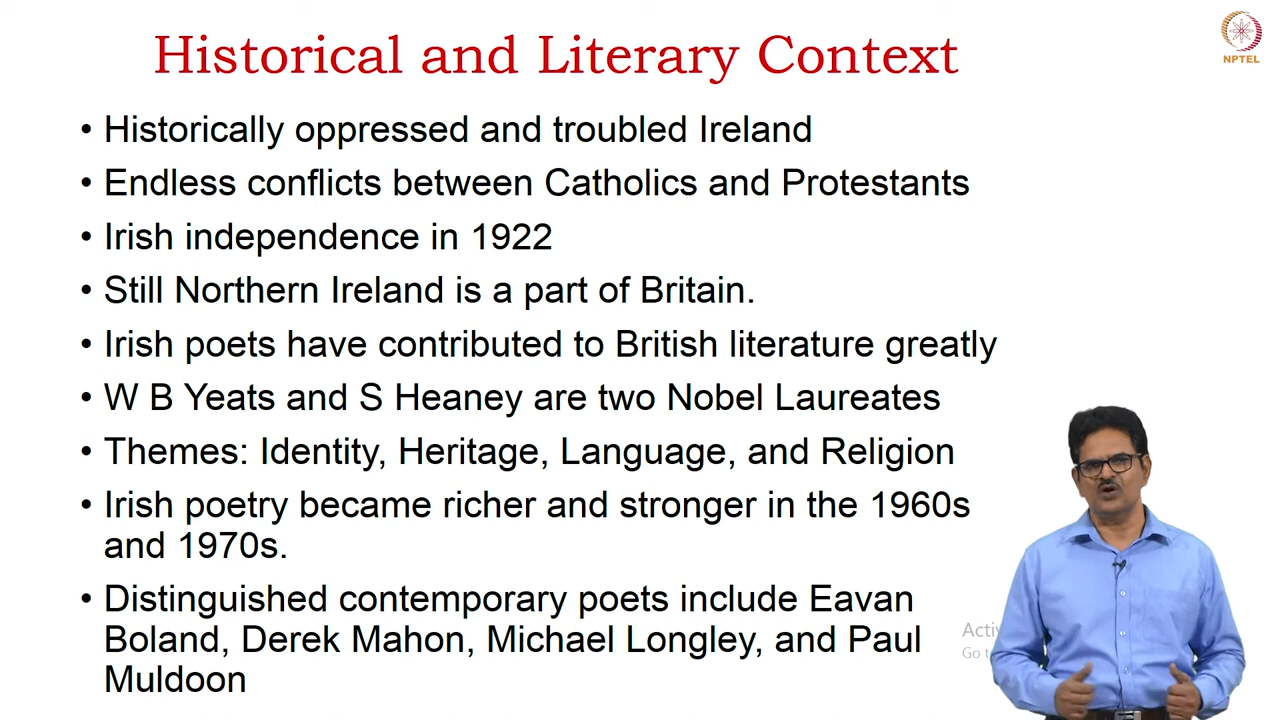 Historical and Literary Context
NPTEL
• Historically oppressed and troubled Ireland
• Endless conflicts between Catholics and Protestants
• Irish independence in 1922
• Still Northern Ireland is a part of Britain.
• Irish poets have contributed to British literature greatly
• W B Yeats and S Heaney are two Nobel Laureates
• Themes: Identity, Heritage, Language, and Religion
• Irish poetry became richer and stronger in the 1960s
and 1970s.
• Distinguished contemporary poets include Eavan
Boland, Derek Mahon, Michael Longley, and Paul
Muldoon
Go